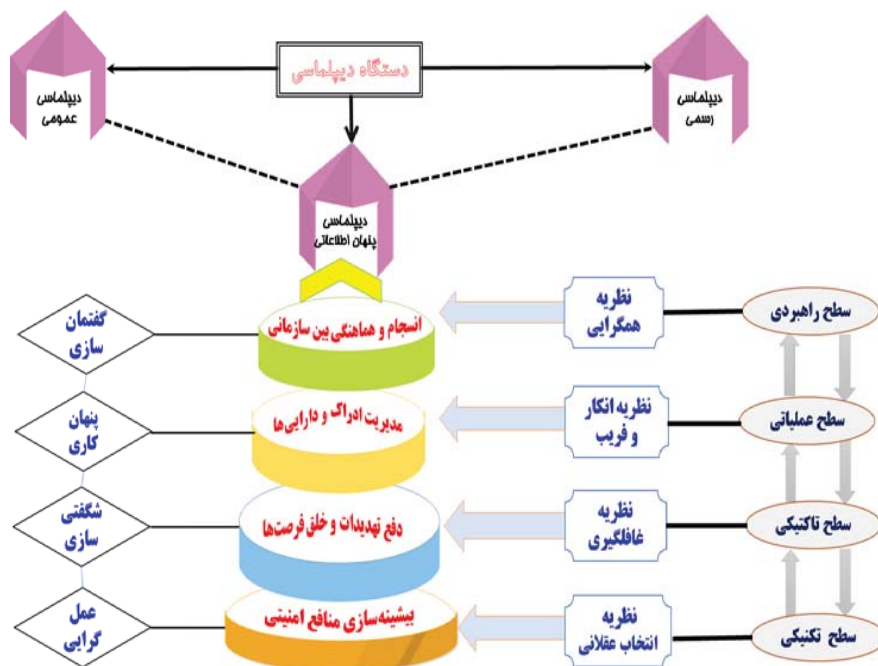 دستگاه دیپلماسی
دیپلماسی
رسمی
دیپلماسی
عمومی
دیپلماسی
پنهان اطلاعاتی
سطح راهبردی
نظریه
همگرایی
انسجام و هماهنگی بین سازمانی
گفتمان
سازی
سطح عملیاتی
نظریه انکار
و فریب
مدیریت ادراک و دارایی‌ها
پنهان
کاری
سطح تاکتیکی
نظریه
غافلگیری
دفع تهدیدات و خلق فرصت‌ها
شگفتی
سازی
سطح تکنیکی
نظریه
انتخاب عقلانی
بیشینه‌سازی منافع امنیتی
عمل
گرایی